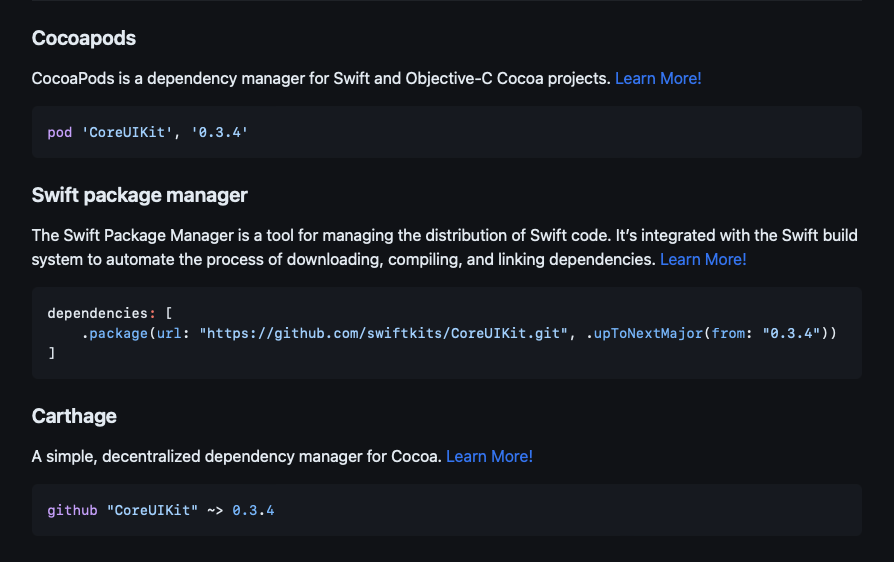 Cocoapods
CocoaPods is a dependency manager for Swift and Objective-C Cocoa projects. Learn More!
pod 'CoreUIKit', '0.3.4'
Swift package manager
The Swift Package Manager is a tool for managing the distribution of Swift code. It’s integrated with the Swift build
system to automate the process of downloading, compiling, and linking dependencies. Learn More!
dependencies: [
    .package(url: "https://github.com/swiftkits/CoreUIKit.git", .upToNextMajor(from: "0.3.4"))
]
Carthage
A simple, decentralized dependency manager for Cocoa. Learn More!
github "CoreUIKit" ~> 0.3.4